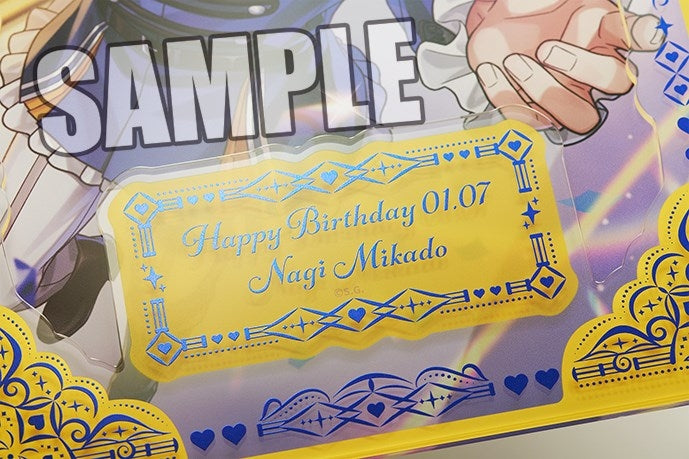 SAMPLE
Happy Birthday 01.07
Nagi Mikado
©S.G.